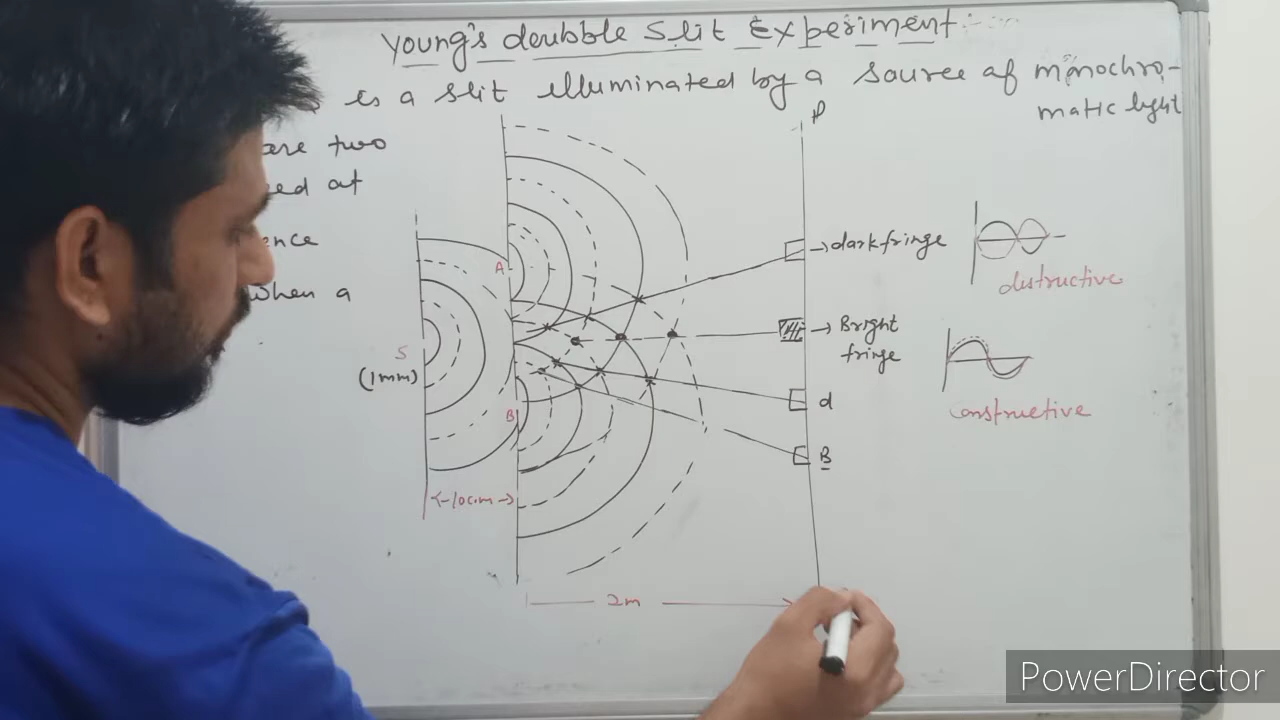 Young's doubble slit Experiment
is a slit illuminated by a source of monochro-
matic light
are two
ed at
ence
When a
P
A
S
(1mm)
B
10cm
2m
dark fringe
Bright
fringe
d
B
distructive
constructive
PowerDirector